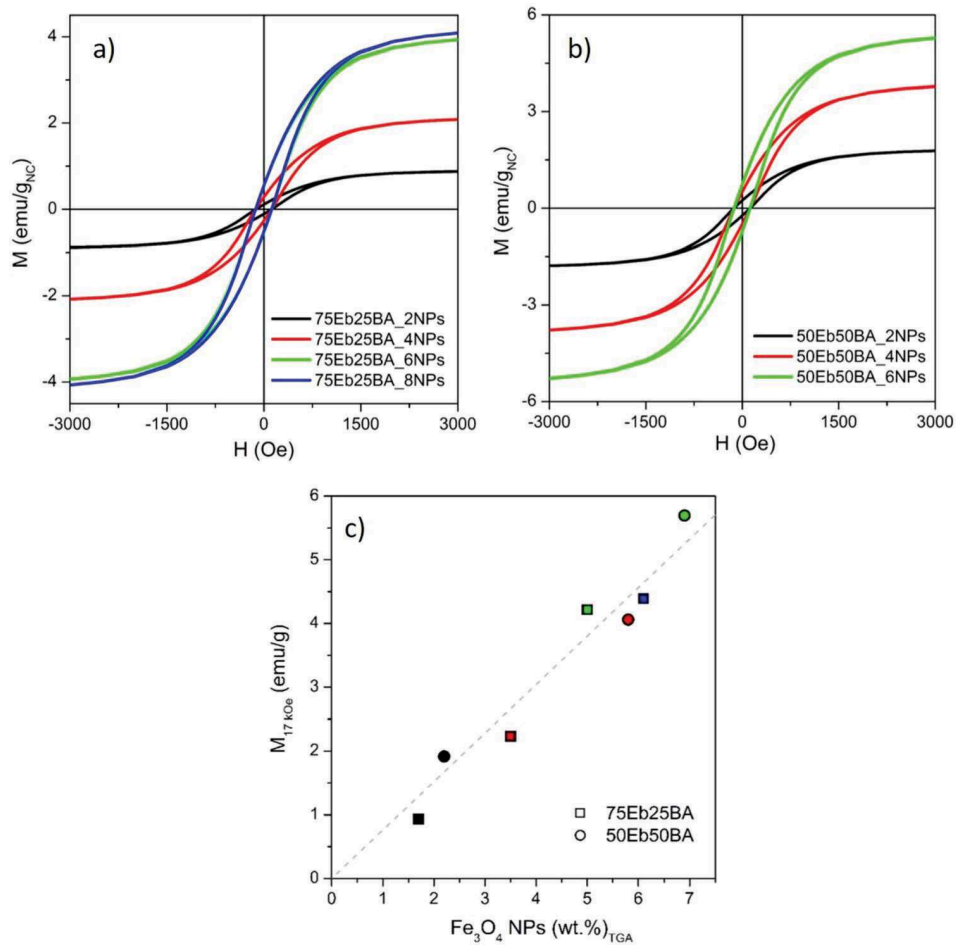 a)
4
2
0
-2
-4
M (emu/g_NC)
75Eb25BA_2NPs
75Eb25BA_4NPs
75Eb25BA_6NPs
75Eb25BA_8NPs
-3000 -1500 0 1500 3000
H (Oe)
b)
6
3
0
-3
-6
M (emu/g_NC)
50Eb50BA_2NPs
50Eb50BA_4NPs
50Eb50BA_6NPs
-3000 -1500 0 1500 3000
H (Oe)
c)
6
5
4
3
2
1
0
M_17 kOe (emu/g)
75Eb25BA
50Eb50BA
0 1 2 3 4 5 6 7
Fe3O4 NPs (wt.%)_TGA